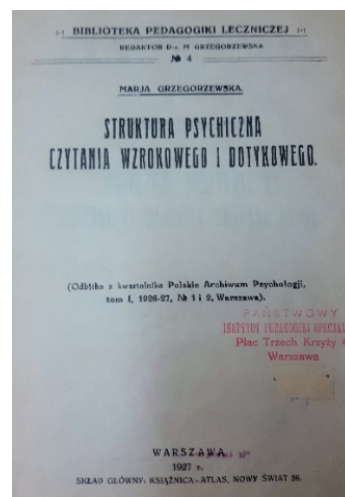 BIBLIOTEKA PEDAGOGIKI LECZNICZEJ
REDAKTOR D-r. M GRZEGORZEWSKA
№ 4
MARJA GRZEGORZEWSKA.
STRUKTURA PSYCHICZNA
CZYTANIA WZROKOWEGO I DOTYKOWEGO.
(Odbitka z kwartalnika Polskie Archiwum Psychologji,
tom I, 1926-27, № 1 i 2, Warszawa).
PAŃSTWOWY
INSTYTUT PEDAGOGIKI SPECJAL
Plac Trzech Krzyży
Warszawa
WARSZAWA
1927 r.
SKŁAD GŁÓWNY: KSIĄŻNICA-ATLAS, NOWY ŚWIAT 59.